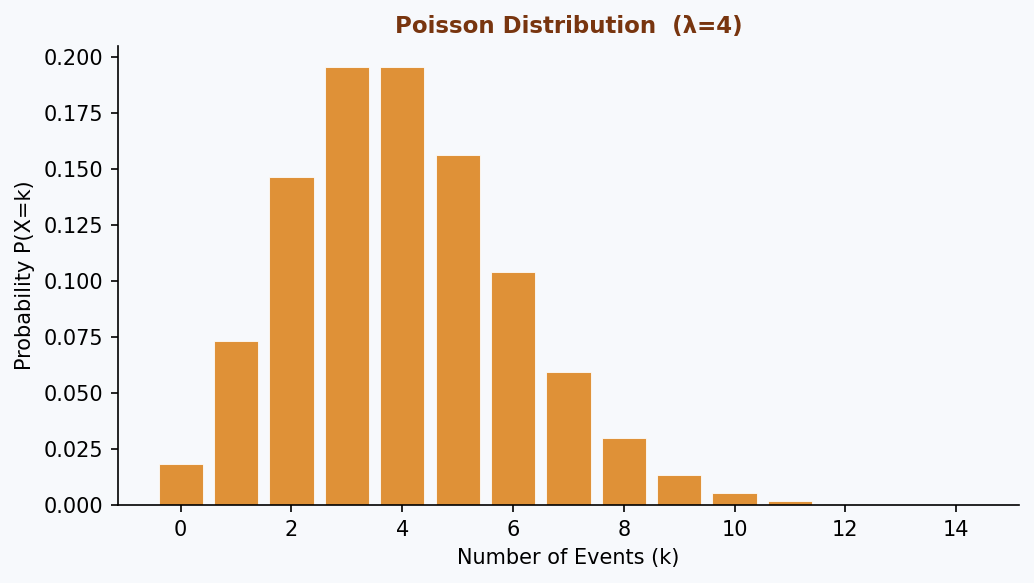 Poisson Distribution  (λ=4)
Probability P(X=k)
0.200
0.175
0.150
0.125
0.100
0.075
0.050
0.025
0.000
0 2 4 6 8 10 12 14
Number of Events (k)